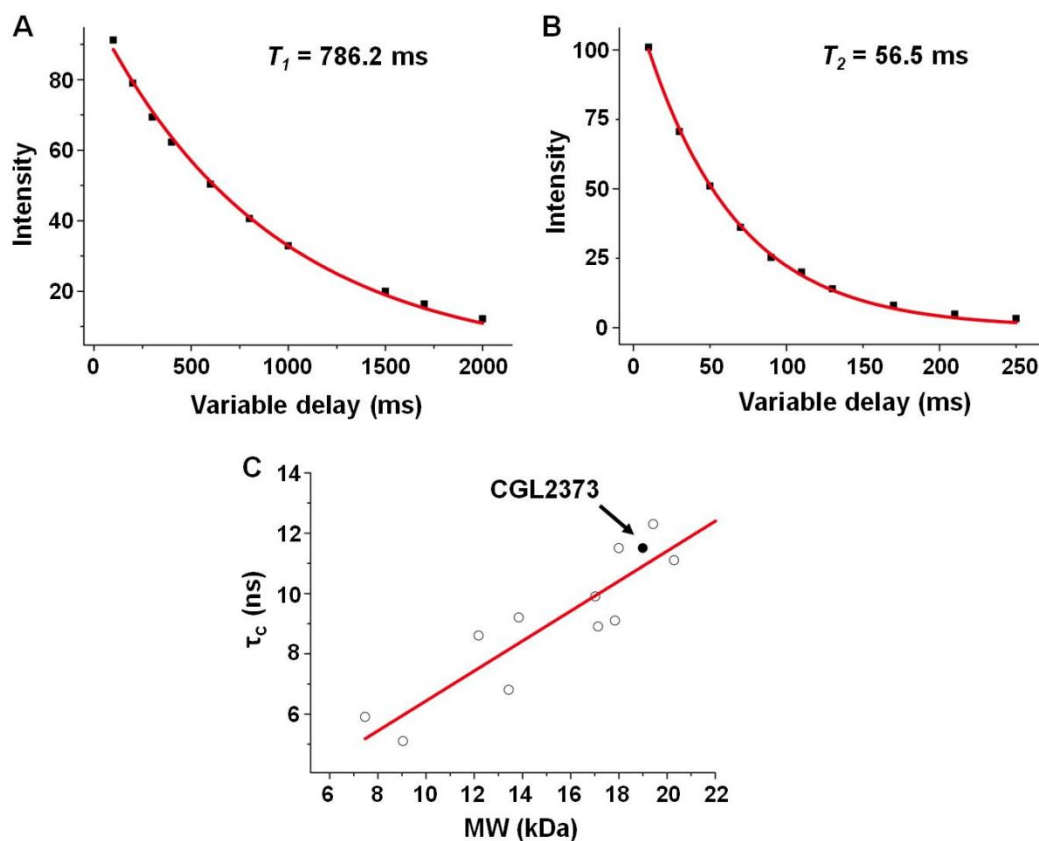 A
T₁ = 786.2 ms
Intensity
80
60
40
20
0
500
1000
1500
2000
Variable delay (ms)
B
T₂ = 56.5 ms
Intensity
100
75
50
25
0
0
50
100
150
200
250
Variable delay (ms)
C
CGL2373
τc (ns)
14
12
10
8
6
6
8
10
12
14
16
18
20
22
MW (kDa)